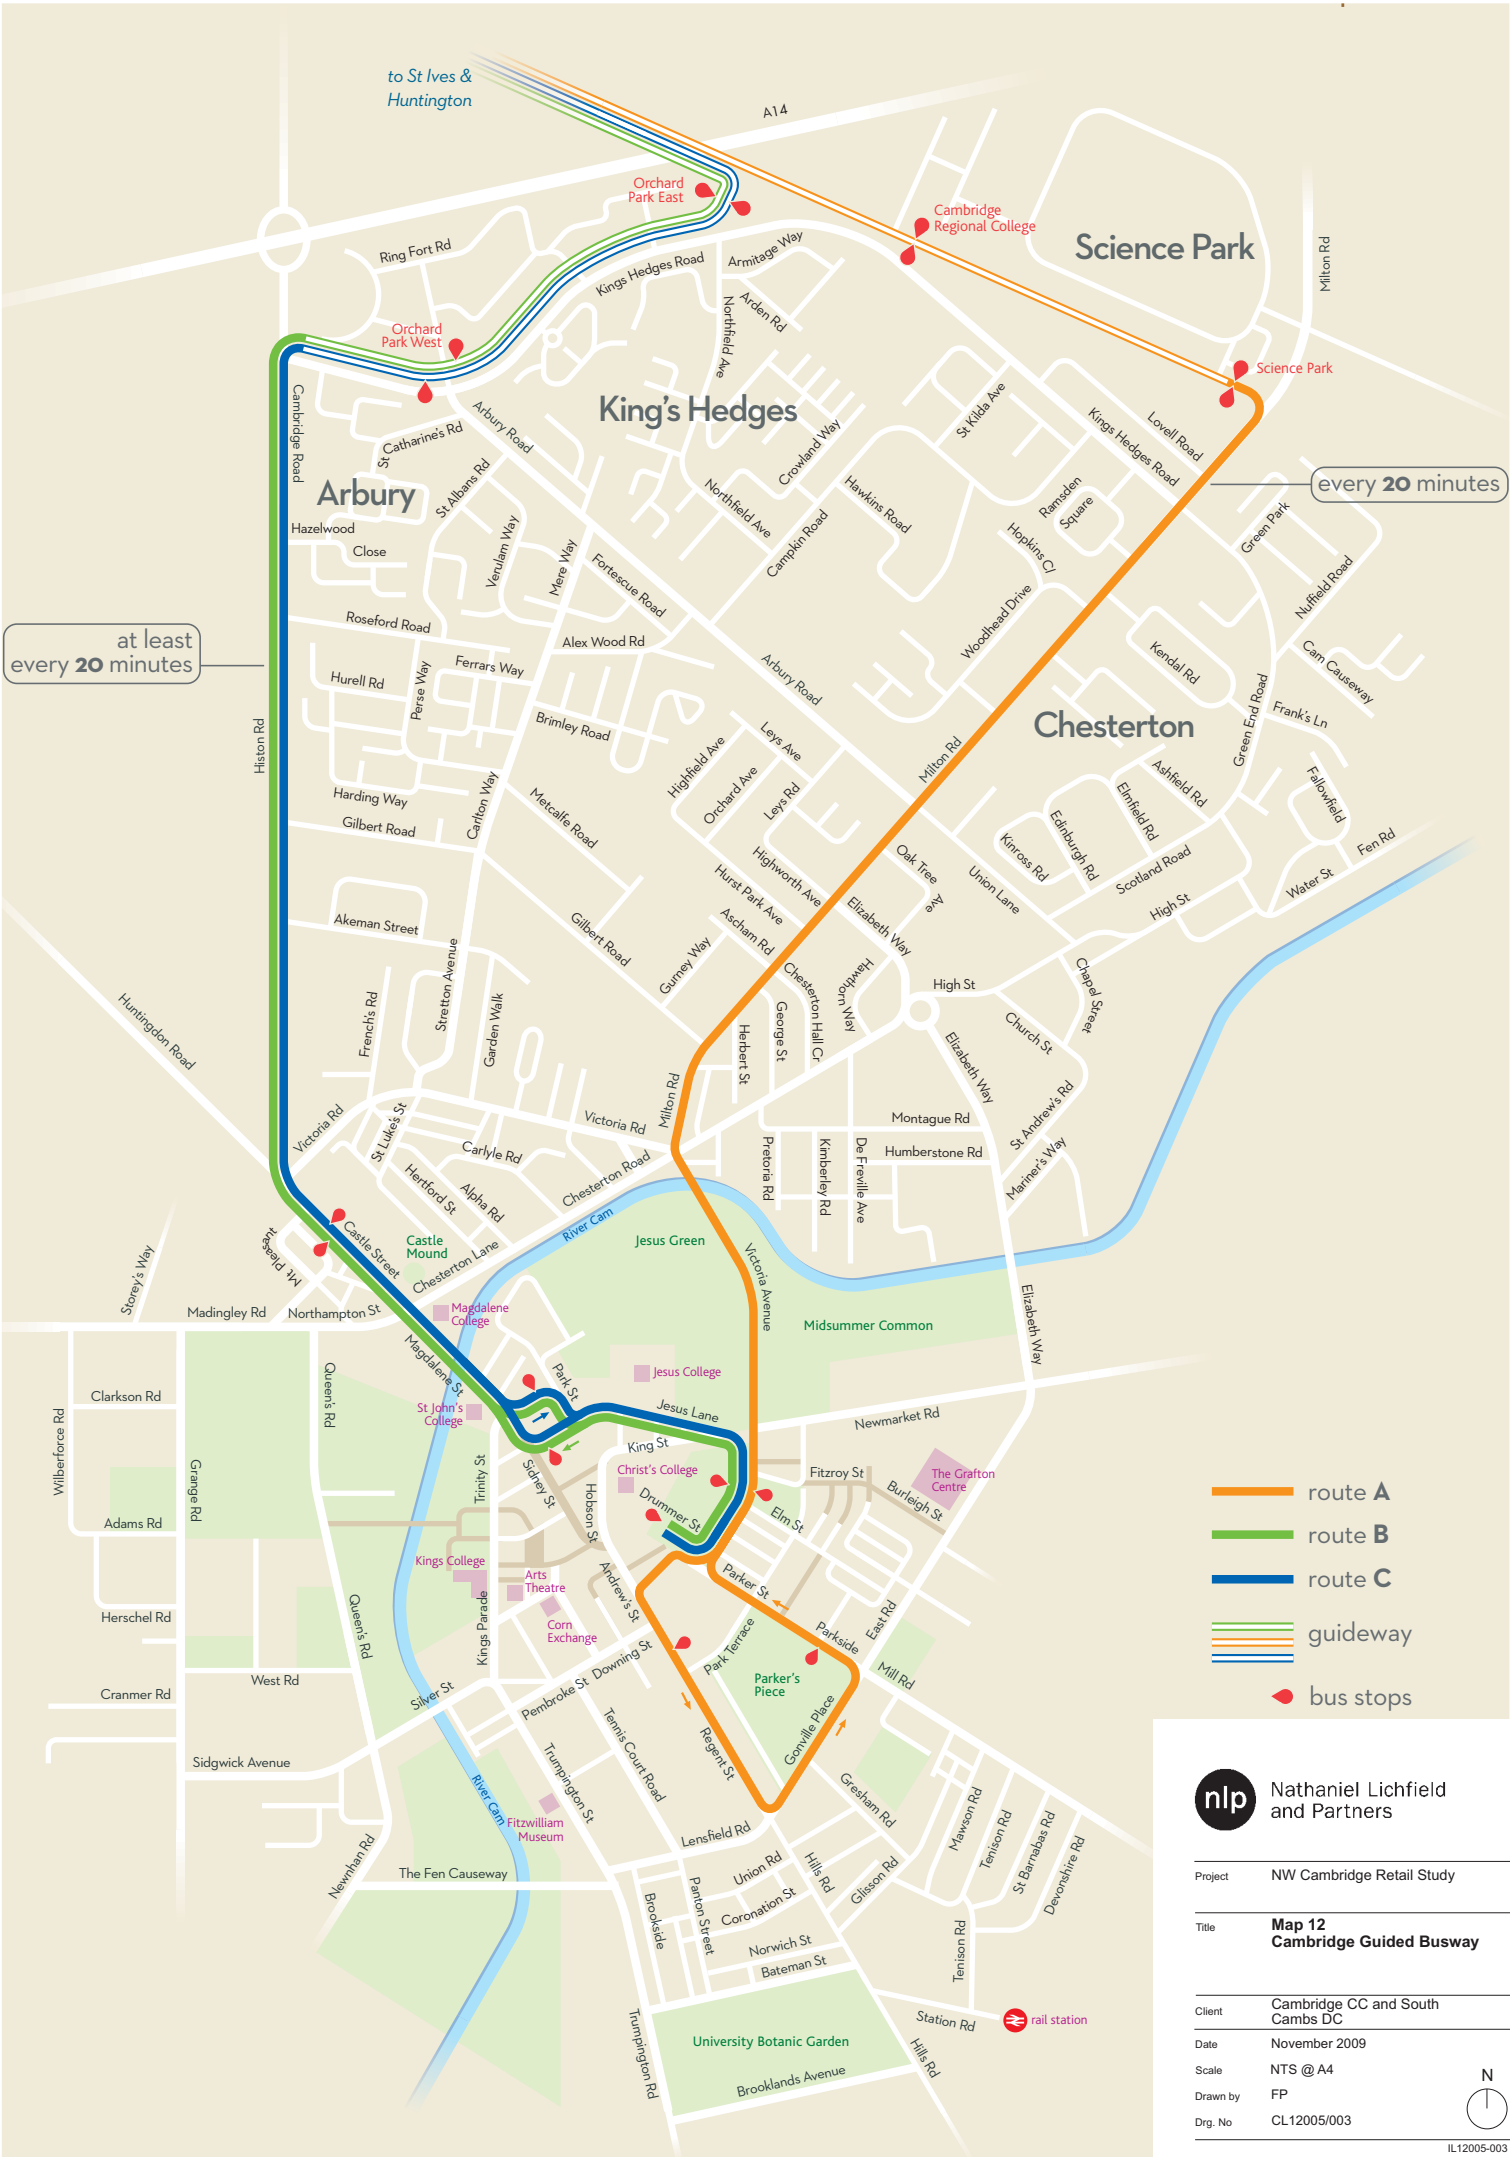 to St Ives &
Huntington
A14
Orchard
Park East
Cambridge
Regional College
Science Park
Milton Rd
Ring Fort Rd
Kings Hedges Road
Armitage Way
Arden Rd
Northfield Ave
Orchard
Park West
Science Park
Cambridge Road
St Catharine's Rd
Arbury Road
King's Hedges
St Kilda Ave
Lovell Road
Kings Hedges Road
Crowland Way
Arbury
St Albans Rd
every 20 minutes
Northfield Ave
Hawkins Road
Ramsden
Square
Hazelwood
Close
Verulam Way
Mere Way
Campkin Road
Hopkins Cl
Green Park
Fortescue Road
Nuffield Road
Woodhead Drive
at least
every 20 minutes
Roseford Road
Alex Wood Rd
Ferrars Way
Hurell Rd
Perse Way
Arbury Road
Kendal Rd
Cam Causeway
Green End Road
Frank's Ln
Chesterton
Histon Rd
Brimley Road
Leys Ave
Highfield Ave
Orchard Ave
Leys Rd
Milton Rd
Ashfield Rd
Elmfield Rd
Fallowfield
Harding Way
Carlton Way
Metcalfe Road
Gilbert Road
Edinburgh Rd
Kinross Rd
Fen Rd
Oak Tree
Ave
Highworth Ave
Hurst Park Ave
Union Lane
Scotland Road
Water St
High St
Elizabeth Way
Akeman Street
Gilbert Road
Ascham Rd
Gurney Way
Stretton Avenue
Chesterton Hall Cr
Hawthorn Way
High St
Chapel Street
Huntingdon Road
French's Rd
Garden Walk
Herbert St
George St
Church St
Elizabeth Way
Milton Rd
Victoria Rd
St Luke's St
Victoria Rd
Montague Rd
St Andrew's Rd
Carlyle Rd
Humberstone Rd
Mariner's Way
Hertford St
Alpha Rd
Chesterton Road
Pretoria Rd
Kimberley Rd
De Freville Ave
River Cam
Castle Street
Mt Pleasant
Castle
Mound
Jesus Green
Chesterton Lane
Victoria Avenue
Storey's Way
Madingley Rd
Northampton St
Magdalene
College
Midsummer Common
Elizabeth Way
Magdalene St
Queen's Rd
Park St
Jesus College
Clarkson Rd
St John's
College
Jesus Lane
Newmarket Rd
Wilberforce Rd
King St
Grange Rd
Trinity St
Sidney St
Christ's College
Fitzroy St
The Grafton
Centre
Burleigh St
Hobson St
Drummer St
Elm St
Adams Rd
route A
route B
route C
guideway
bus stops
Kings College
Arts
Theatre
Andrew's St
Parker St
Herschel Rd
Queen's Rd
Kings Parade
Corn
Exchange
Parkside
East Rd
Downing St
Park Terrace
Mill Rd
West Rd
Parker's
Piece
Cranmer Rd
Silver St
Pembroke St
Gonville Place
Tennis Court Road
Regent St
Sidgwick Avenue
Trumpington St
River Cam
Gresham Rd
Fitzwilliam
Museum
Lensfield Rd
Mawson Rd
Tenison Rd
St Barnabas Rd
Devonshire Rd
Newnhan Rd
The Fen Causeway
Union Rd
Hills Rd
Glisson Rd
Brookside
Panton Street
Coronation St
Norwich St
Bateman St
Tenison Rd
Trumpington Rd
Station Rd
rail station
University Botanic Garden
Hills Rd
Brooklands Avenue
nlp
Nathaniel Lichfield
and Partners
Project NW Cambridge Retail Study
Title Map 12
Cambridge Guided Busway
Client Cambridge CC and South
Cambs DC
Date November 2009
Scale NTS @ A4
Drawn by FP
Drg. No CL12005/003
N
IL12005-003